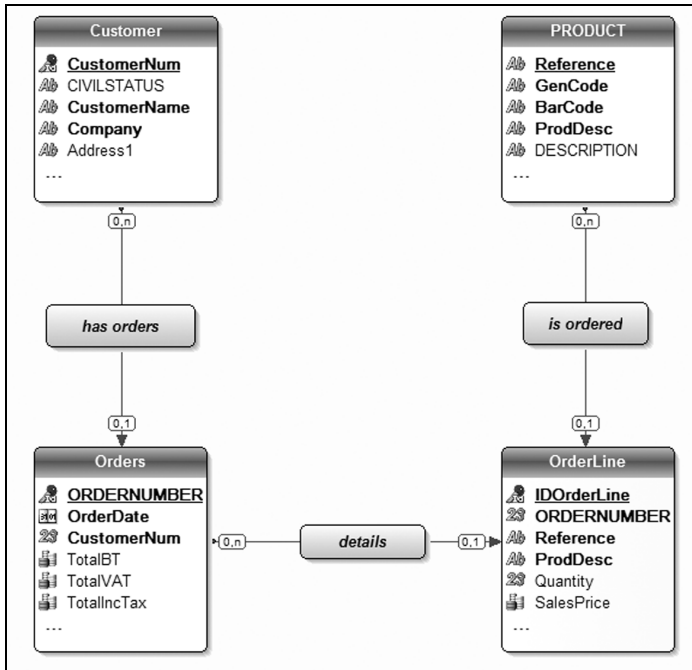 Customer
CustomerNum
CIVILSTATUS
CustomerName
Company
Address1
...
PRODUCT
Reference
GenCode
BarCode
ProdDesc
DESCRIPTION
...
0,n
0,n
has orders
is ordered
0,1
0,1
Orders
ORDERNUMBER
OrderDate
CustomerNum
TotalBT
TotalVAT
TotalIncTax
...
0,n
details
0,1
OrderLine
IDOrderLine
ORDERNUMBER
Reference
ProdDesc
Quantity
SalesPrice
...